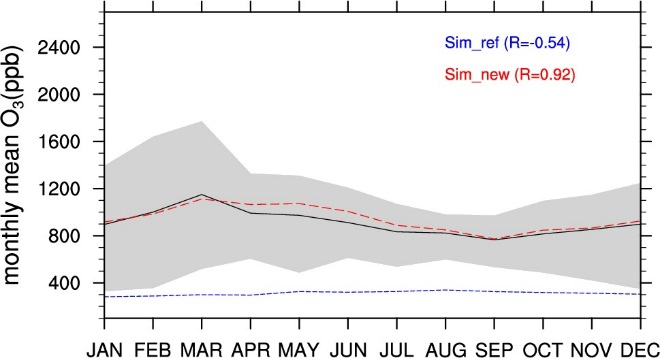 monthly mean O3(ppb)
2400
2000
1600
1200
800
400
Sim_ref (R=-0.54)
Sim_new (R=0.92)
JAN FEB MAR APR MAY JUN JUL AUG SEP OCT NOV DEC